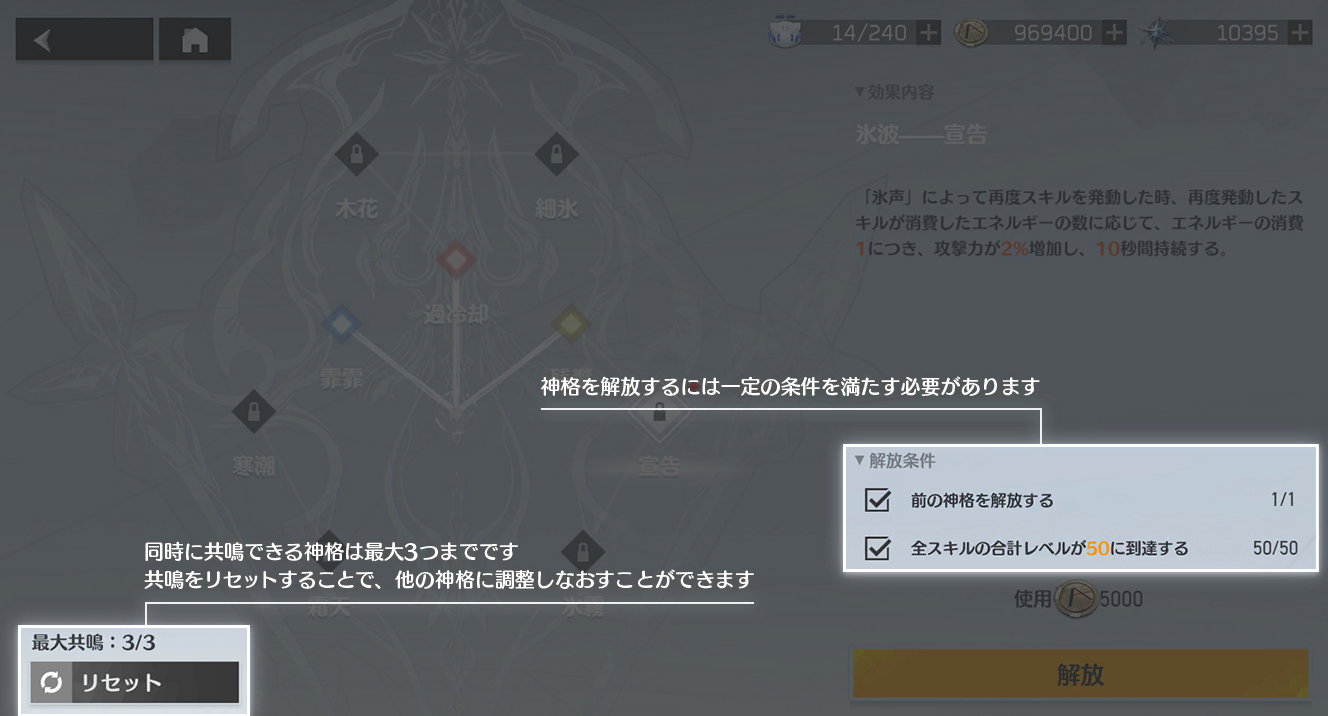 14/240
969400
10395
▼効果内容
氷波――宣告
「氷声」によって再度スキルを発動した時、再度発動したス
キルが消費したエネルギーの数に応じて、エネルギーの消費
1につき、攻撃力が2%増加し、10秒間持続する。
木花
細氷
過冷却
霏霏
神格を解放するには一定の条件を満たす必要があります
寒潮
宣告
▼解放条件
前の神格を解放する 1/1
全スキルの合計レベルが50に到達する 50/50
同時に共鳴できる神格は最大3つまでです
共鳴をリセットすることで、他の神格に調整しなおすことができます
霜天
氷霧
使用 5000
最大共鳴：3/3
リセット
解放